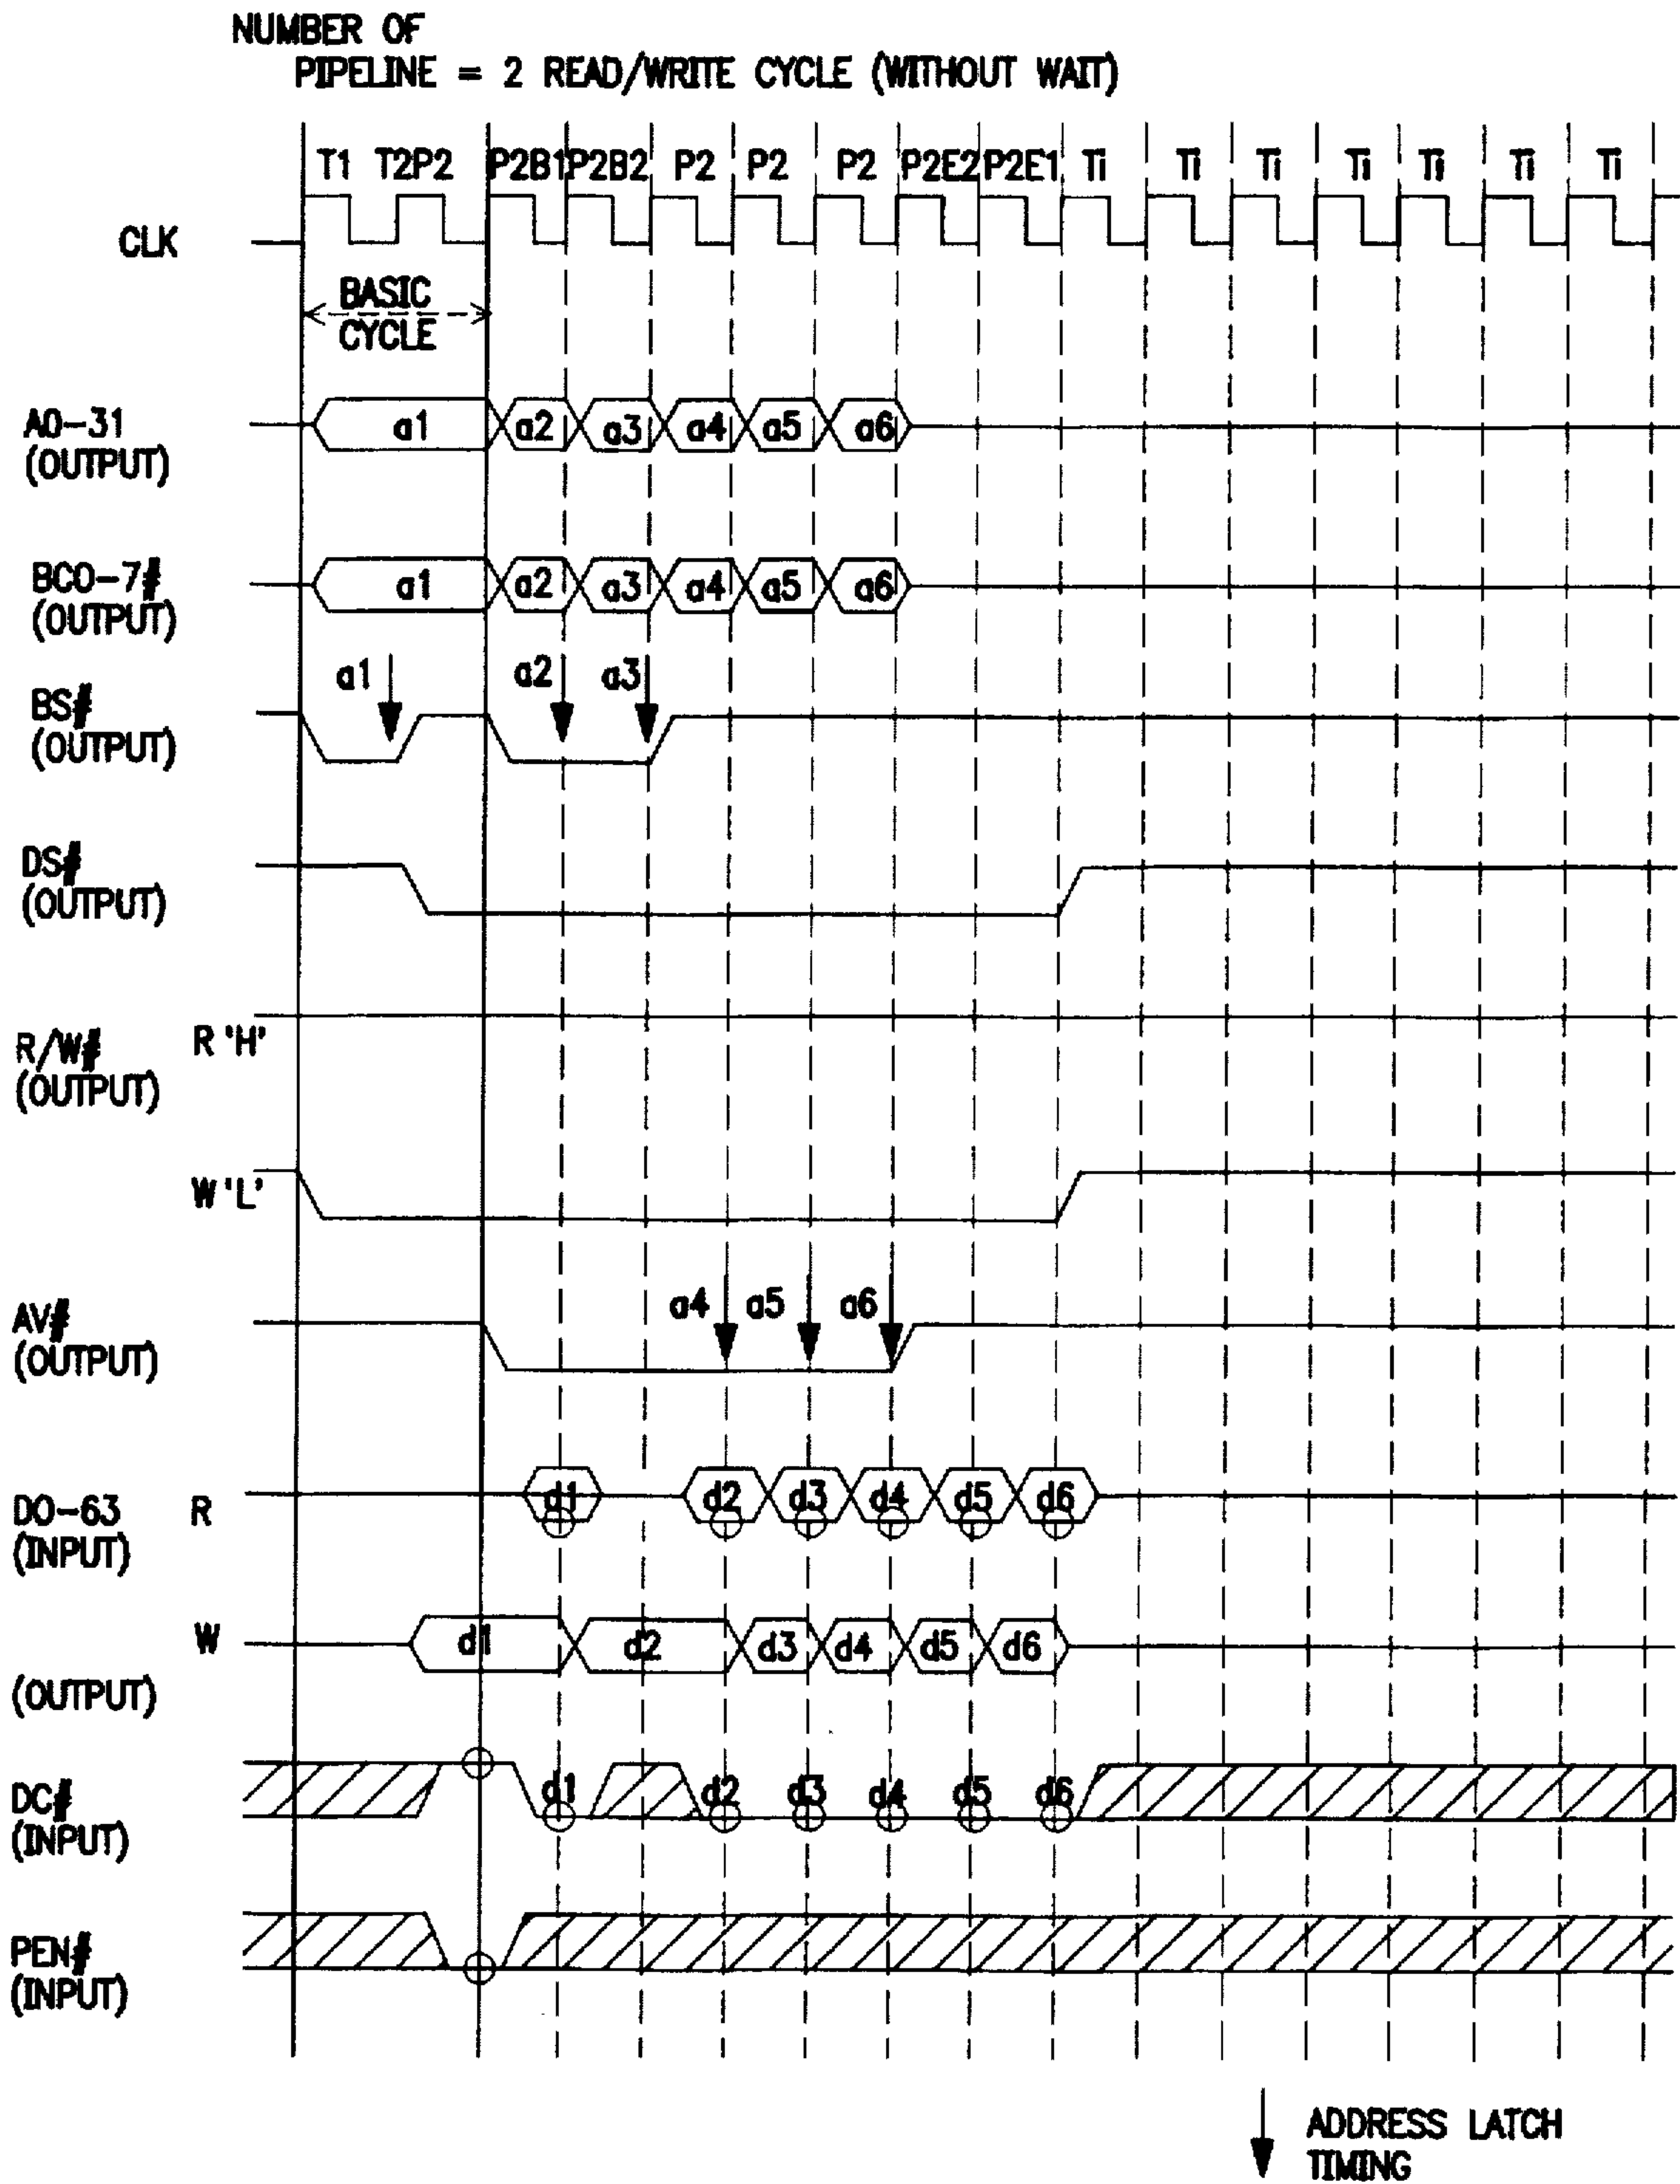 NUMBER OF
PIPELINE = 2 READ/WRITE CYCLE (WITHOUT WAIT)
T1 T2P2 P2B1 P2B2 P2 P2 P2 P2E2 P2E1 Ti Ti Ti Ti Ti Ti Ti
CLK
BASIC
CYCLE
A0-31
(OUTPUT)
a1 a2 a3 a4 a5 a6
BC0-7#
(OUTPUT)
a1 a2 a3 a4 a5 a6
a1 a2 a3
BS#
(OUTPUT)
DS#
(OUTPUT)
R/W#
(OUTPUT)
R 'H'
W 'L'
a4 a5 a6
AV#
(OUTPUT)
D0-63
(INPUT)
R
d1 d2 d3 d4 d5 d6
W
d1 d2 d3 d4 d5 d6
(OUTPUT)
DC#
(INPUT)
d1 d2 d3 d4 d5 d6
PEN#
(INPUT)
ADDRESS LATCH
TIMING